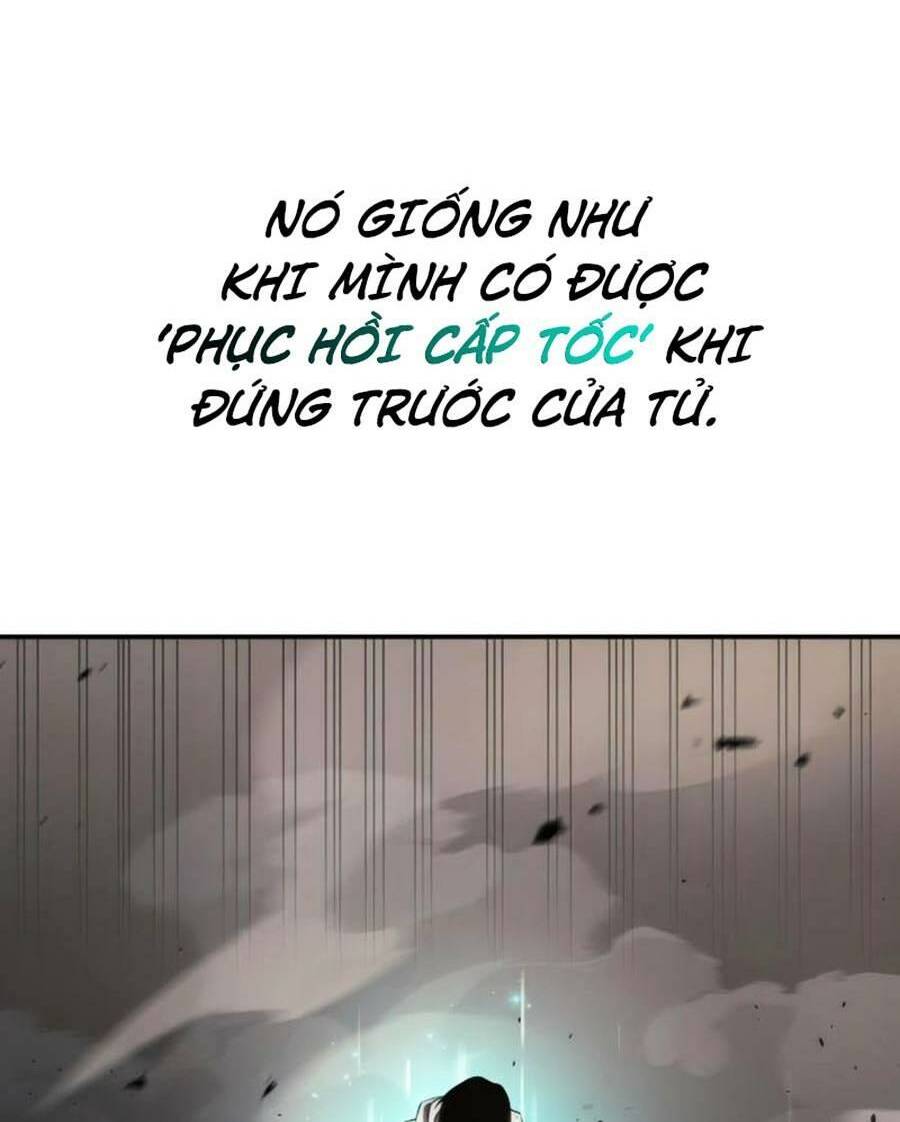 NÓ GIỐNG NHƯ
KHI MÌNH CÓ ĐƯỢC
'PHỤC HỒI CẤP TỐC' KHI
ĐỨNG TRƯỚC CỬA TỬ.